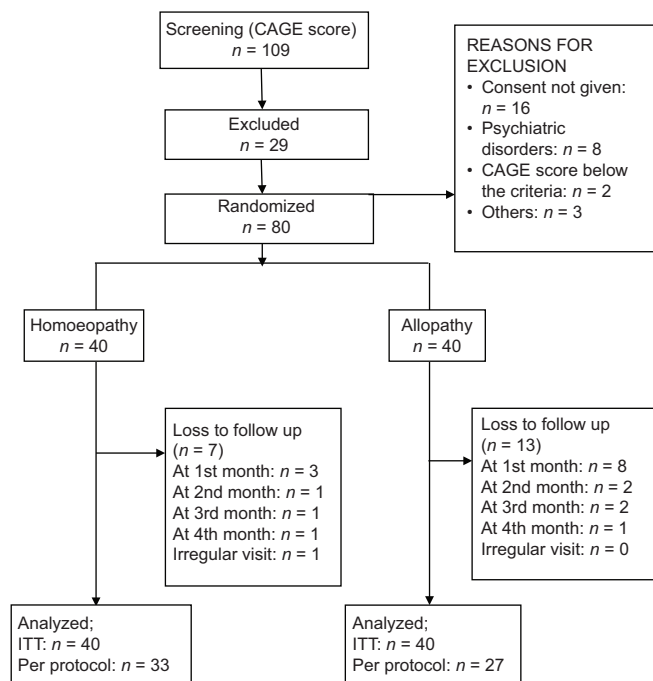 Screening (CAGE score)
n = 109
REASONS FOR
EXCLUSION
• Consent not given:
n = 16
• Psychiatric
disorders: n = 8
• CAGE score below
the criteria: n = 2
• Others: n = 3
Excluded
n = 29
Randomized
n = 80
Homoeopathy
n = 40
Allopathy
n = 40
Loss to follow up
(n = 7)
At 1st month: n = 3
At 2nd month: n = 1
At 3rd month: n = 1
At 4th month: n = 1
Irregular visit: n = 1
Loss to follow up
(n = 13)
At 1st month: n = 8
At 2nd month: n = 2
At 3rd month: n = 2
At 4th month: n = 1
Irregular visit: n = 0
Analyzed;
ITT: n = 40
Per protocol: n = 33
Analyzed;
ITT: n = 40
Per protocol: n = 27